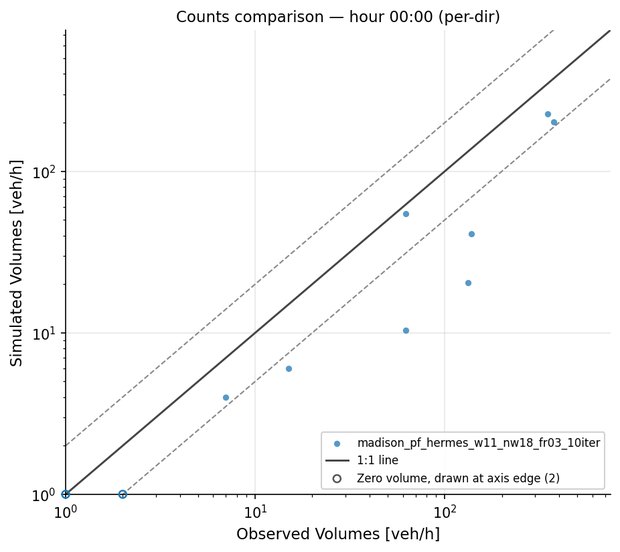 Counts comparison — hour 00:00 (per-dir)
Simulated Volumes [veh/h]
10²
10¹
10⁰
10⁰ 10¹ 10²
Observed Volumes [veh/h]
madison_pf_hermes_w11_nw18_fr03_10iter
1:1 line
Zero volume, drawn at axis edge (2)